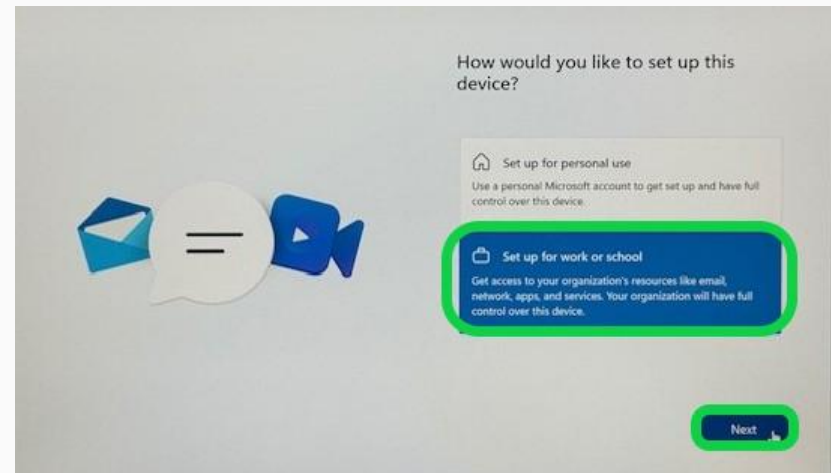 How would you like to set up this
device?
Set up for personal use
Use a personal Microsoft account to get set up and have full
control over this device.
Set up for work or school
Get access to your organization's resources like email,
network, apps, and services. Your organization will have full
control over this device.
Next